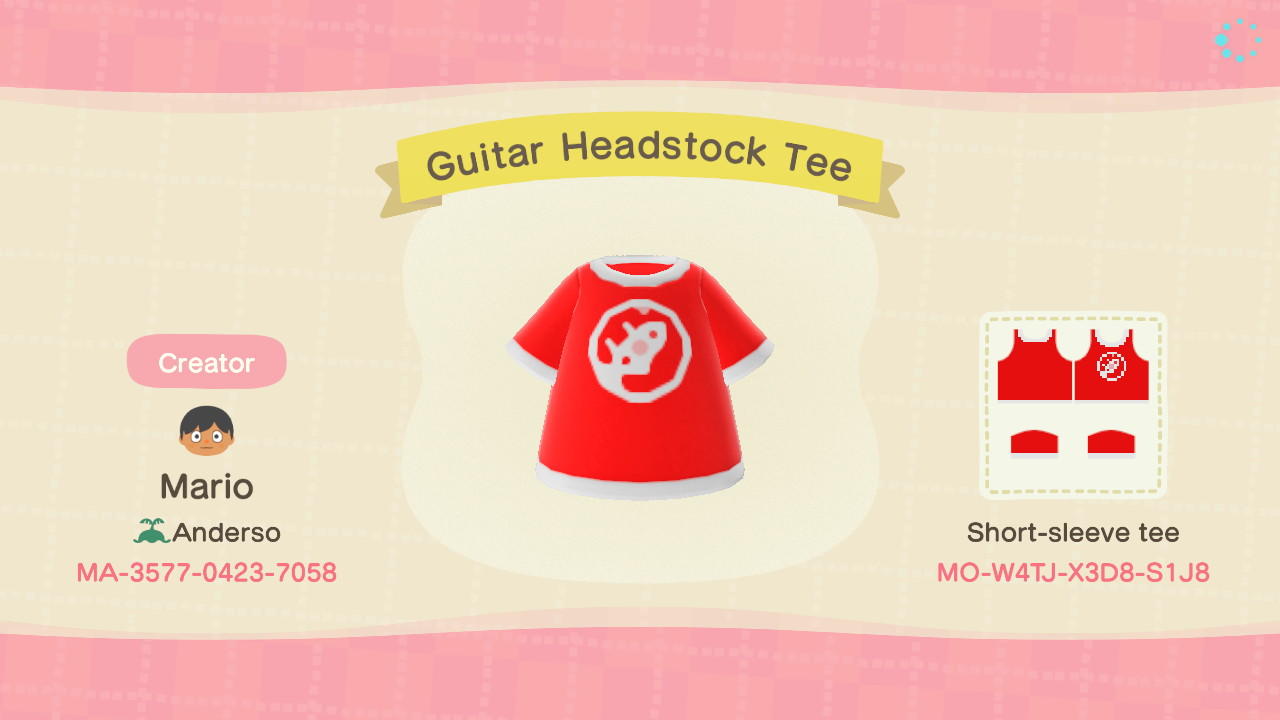 Guitar Headstock Tee
Creator
Mario
Anderso
MA-3577-0423-7058
Short-sleeve tee
MO-W4TJ-X3D8-S1J8